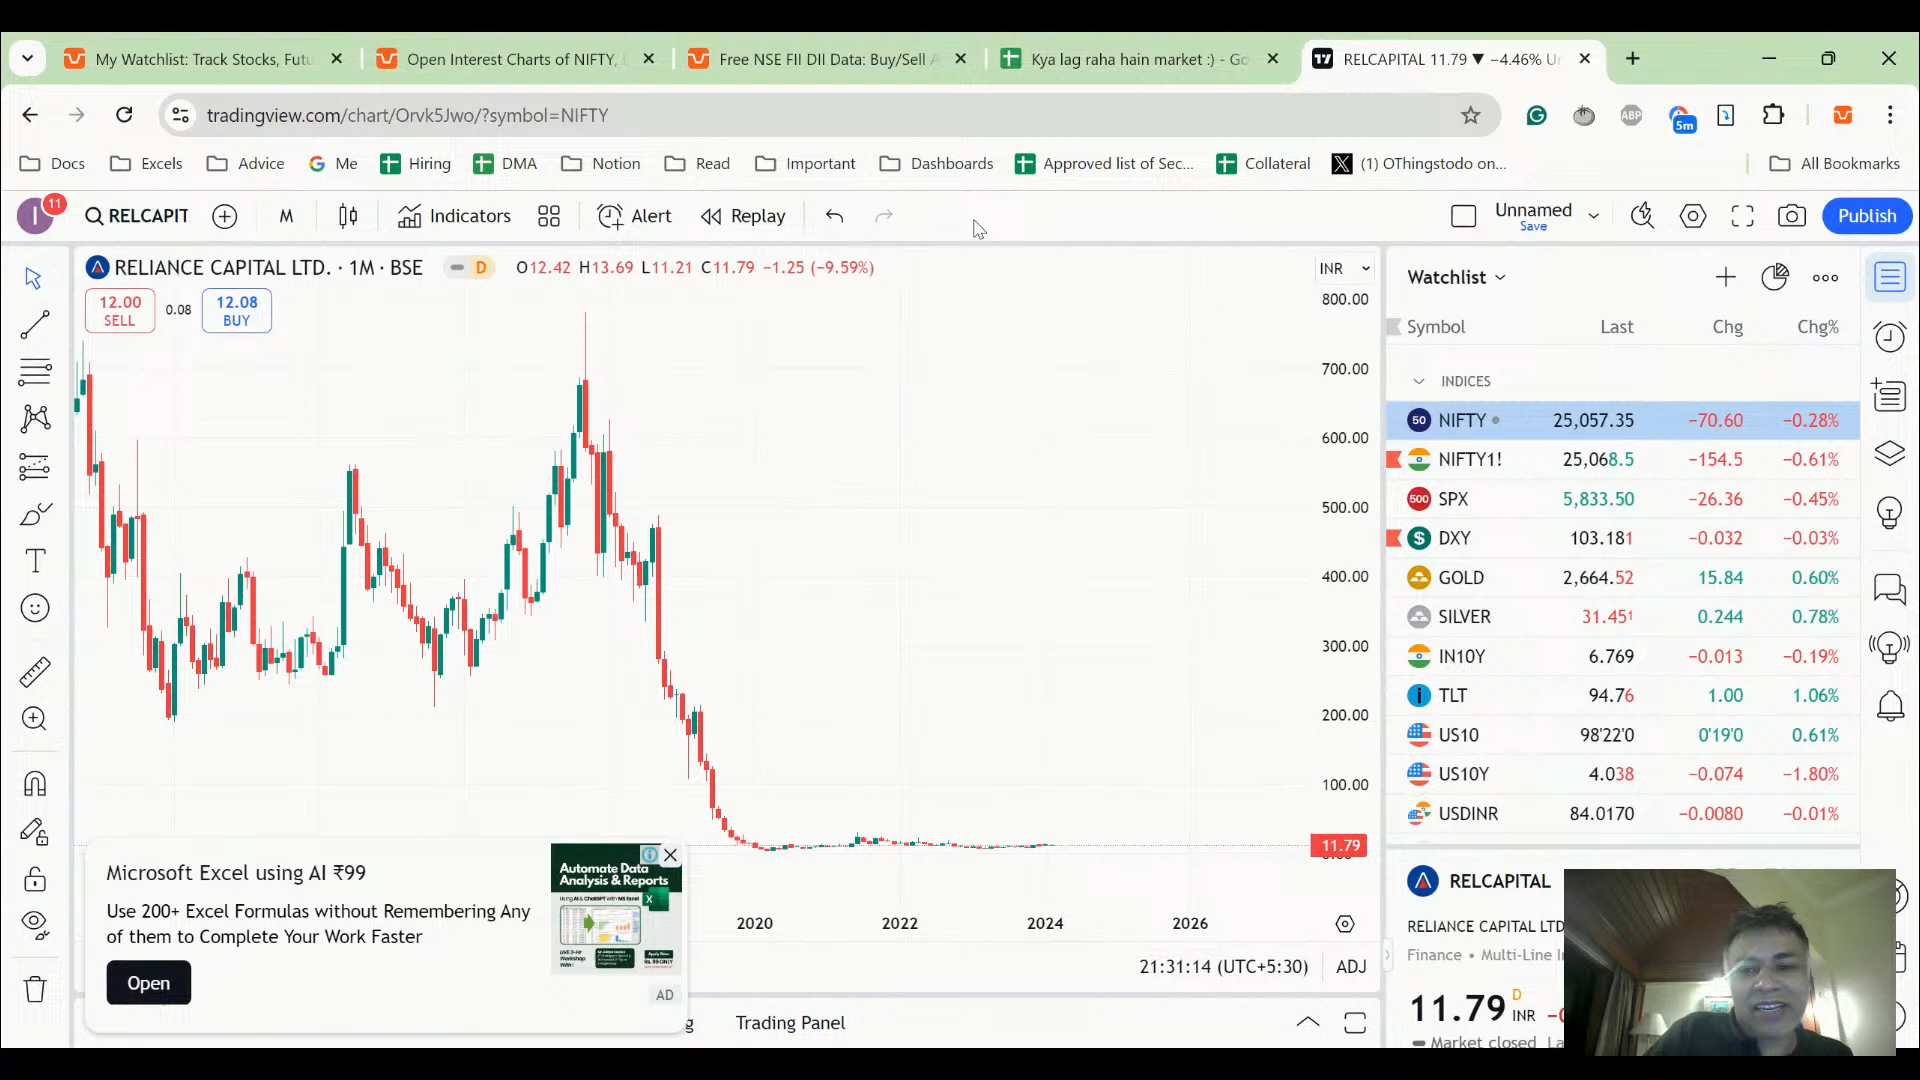 My Watchlist: Track Stocks, Futu
Open Interest Charts of NIFTY,
Free NSE FII DII Data: Buy/Sell A
Kya lag raha hain market :) - Go
RELCAPITAL 11.79 ▼ −4.46% Un
tradingview.com/chart/Orvk5Jwo/?symbol=NIFTY
ABP
5m
Docs
Excels
Advice
Me
Hiring
DMA
Notion
Read
Important
Dashboards
Approved list of Sec...
Collateral
(1) OThingstodo on...
All Bookmarks
I
11
RELCAPIT
M
Indicators
Alert
Replay
Unnamed
Save
Publish
RELIANCE CAPITAL LTD. · 1M · BSE
D
O12.42 H13.69 L11.21 C11.79 −1.25 (−9.59%)
INR
12.00
SELL
0.08
12.08
BUY
800.00
700.00
600.00
500.00
400.00
300.00
200.00
100.00
11.79
2020
2022
2024
2026
21:31:14 (UTC+5:30)
ADJ
Microsoft Excel using AI ₹99
Use 200+ Excel Formulas without Remembering Any
of them to Complete Your Work Faster
Open
Automate Data
Analysis & Reports
AD
Trading Panel
Watchlist
Symbol Last Chg Chg%
INDICES
50 NIFTY 25,057.35 −70.60 −0.28%
NIFTY1! 25,068.5 −154.5 −0.61%
500 SPX 5,833.50 −26.36 −0.45%
$ DXY 103.181 −0.032 −0.03%
GOLD 2,664.52 15.84 0.60%
SILVER 31.451 0.244 0.78%
IN10Y 6.769 −0.013 −0.19%
TLT 94.76 1.00 1.06%
US10 98'22'0 0'19'0 0.61%
US10Y 4.038 −0.074 −1.80%
USDINR 84.0170 −0.0080 −0.01%
RELCAPITAL
RELIANCE CAPITAL LTD
Finance • Multi-Line I
11.79 D INR −0
Market closed La